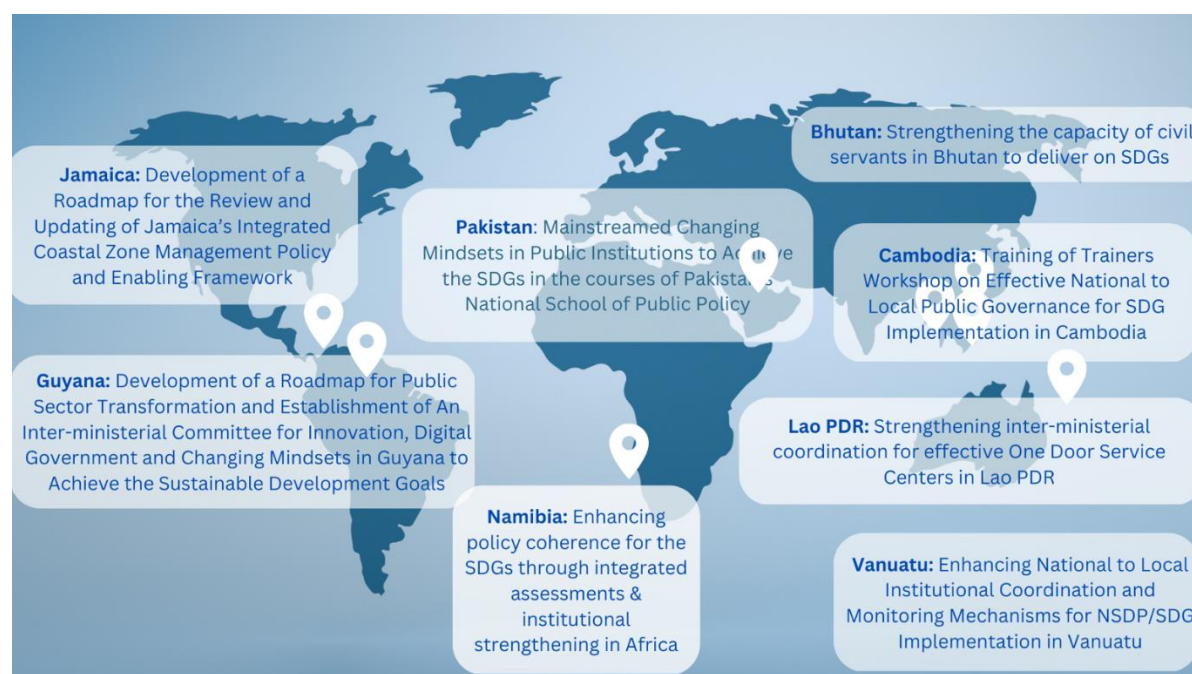 Jamaica: Development of a
Roadmap for the Review and
Updating of Jamaica's Integrated
Coastal Zone Management Policy
and Enabling Framework
Guyana: Development of a Roadmap for Public
Sector Transformation and Establishment of An
Inter-ministerial Committee for Innovation, Digital
Government and Changing Mindsets in Guyana to
Achieve the Sustainable Development Goals
Pakistan: Mainstreamed Changing
Mindsets in Public Institutions to Achieve
the SDGs in the courses of Pakistan's
National School of Public Policy
Namibia: Enhancing
policy coherence for the
SDGs through integrated
assessments &
institutional
strengthening in Africa
Bhutan: Strengthening the capacity of civil
servants in Bhutan to deliver on SDGs
Cambodia: Training of Trainers
Workshop on Effective National to
Local Public Governance for SDG
Implementation in Cambodia
Lao PDR: Strengthening inter-ministerial
coordination for effective One Door Service
Centers in Lao PDR
Vanuatu: Enhancing National to Local
Institutional Coordination and
Monitoring Mechanisms for NSDP/SDG
Implementation in Vanuatu